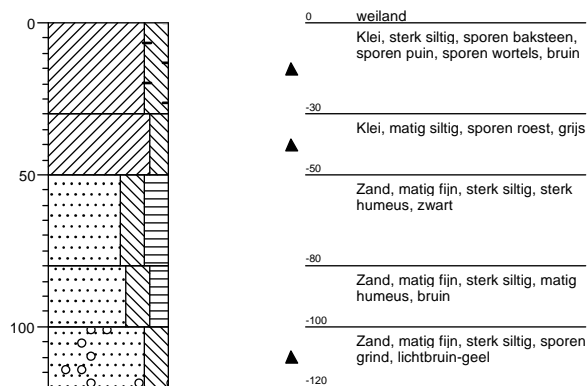 0
50
100
0 weiland
Klei, sterk siltig, sporen baksteen,
sporen puin, sporen wortels, bruin
-30
Klei, matig siltig, sporen roest, grijs
-50
Zand, matig fijn, sterk siltig, sterk
humeus, zwart
-80
Zand, matig fijn, sterk siltig, matig
humeus, bruin
-100
Zand, matig fijn, sterk siltig, sporen
grind, lichtbruin-geel
-120